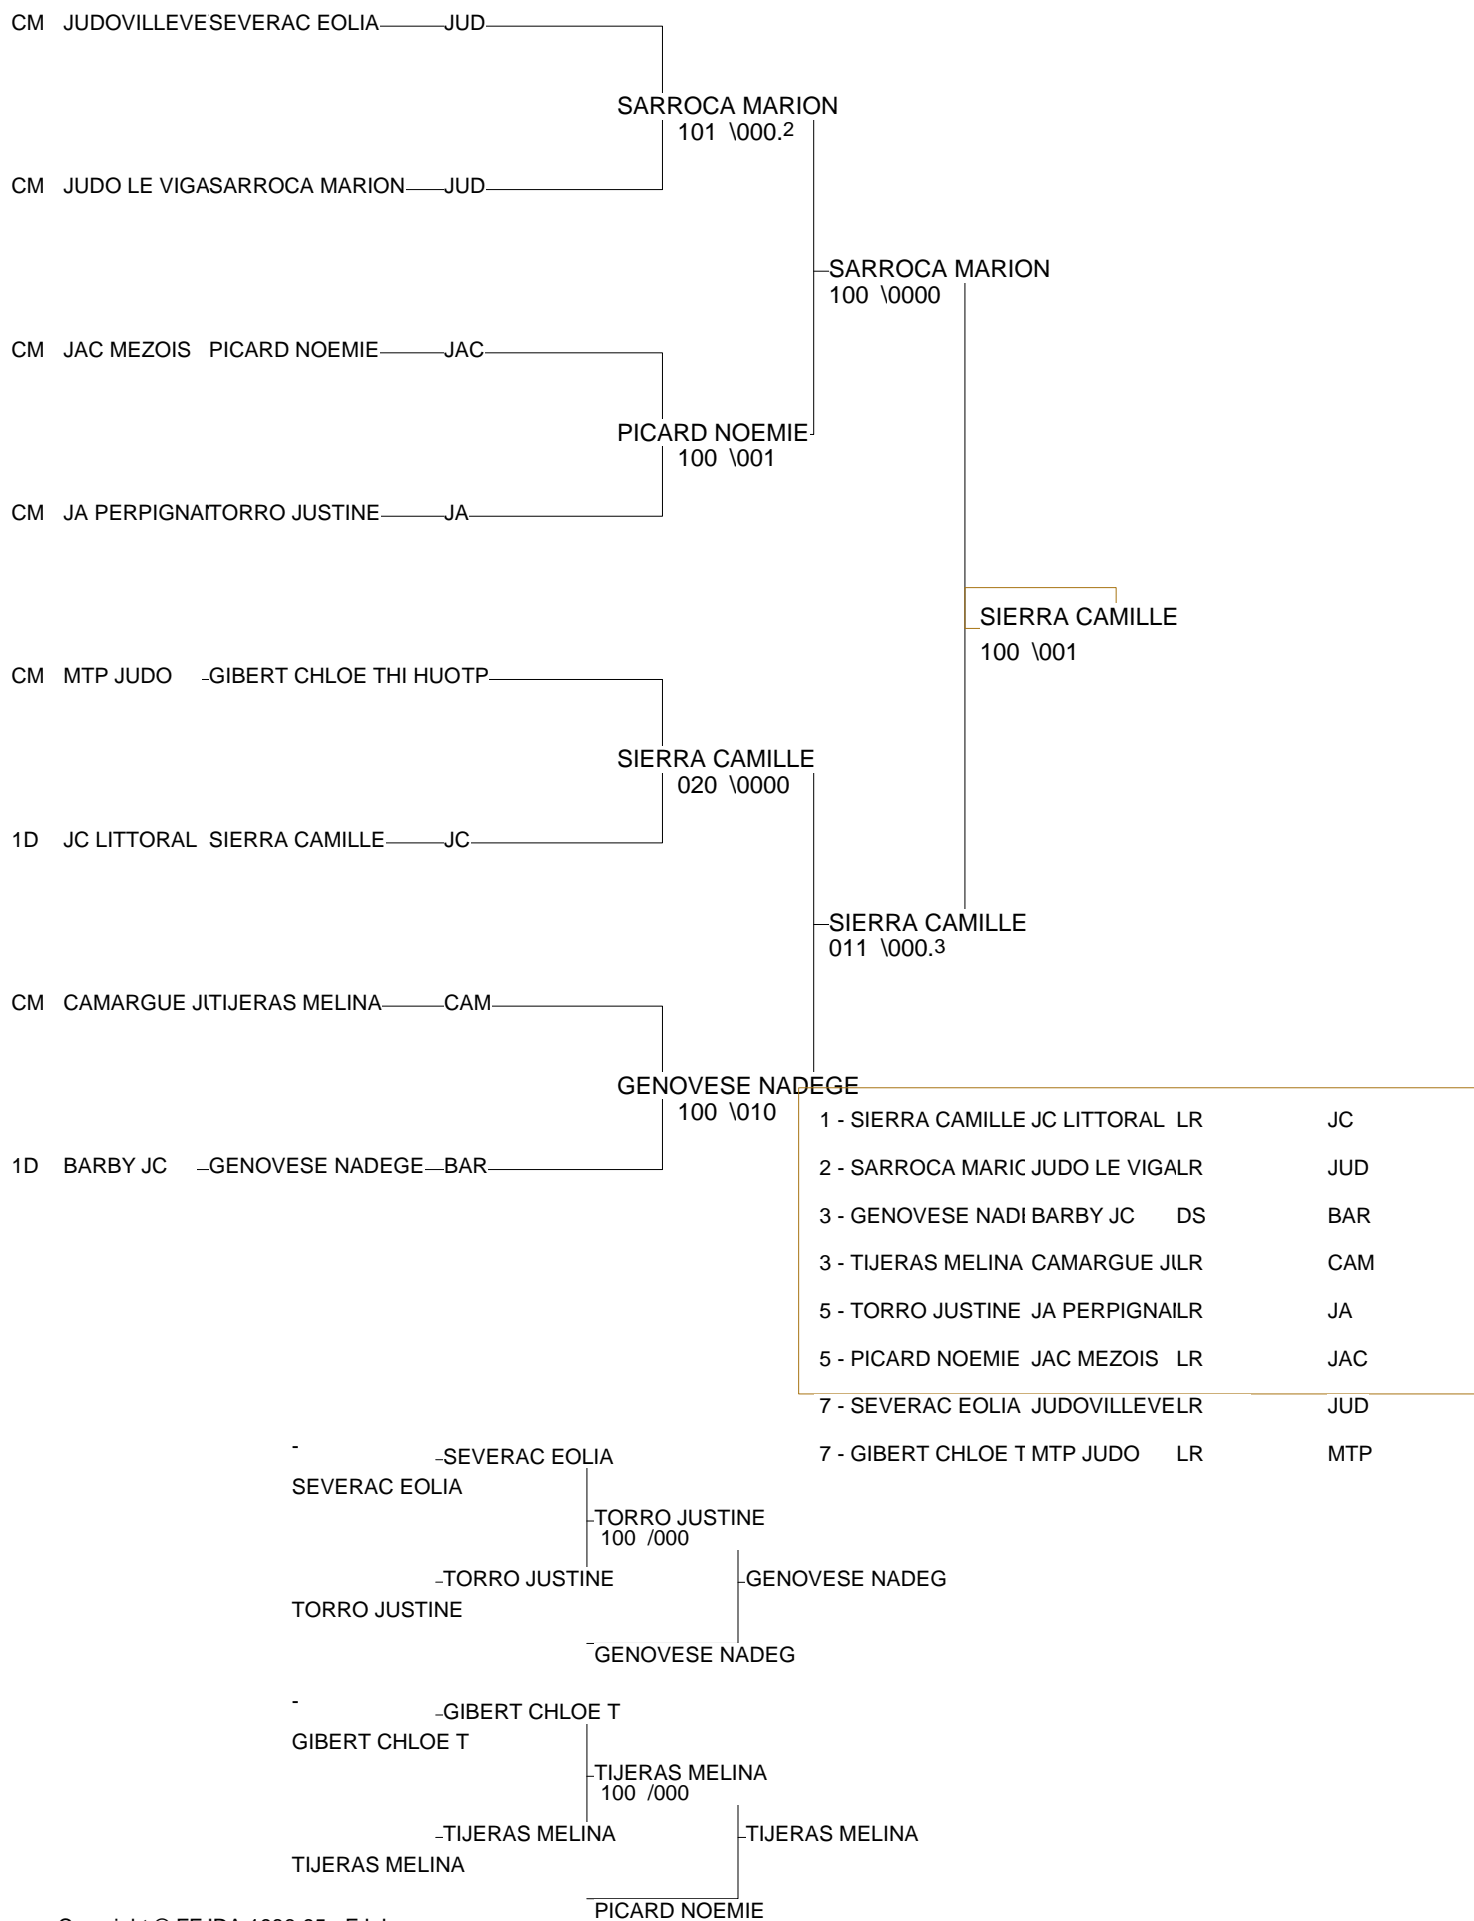 CM JUDOVILLEVESEVERAC EOLIA JUD
SARROCA MARION
101 \000.2
CM JUDO LE VIGASARROCA MARION JUD
SARROCA MARION
100 \0000
CM JAC MEZOIS PICARD NOEMIE JAC
PICARD NOEMIE
100 \001
CM JA PERPIGNAITORRO JUSTINE JA
SIERRA CAMILLE
100 \001
CM MTP JUDO GIBERT CHLOE THI HUOTP
SIERRA CAMILLE
020 \0000
1D JC LITTORAL SIERRA CAMILLE JC
SIERRA CAMILLE
011 \000.3
CM CAMARGUE JUTIJERAS MELINA CAM
GENOVESE NADEGE
100 \010
1D BARBY JC GENOVESE NADEGE BAR
1 - SIERRA CAMILLE JC LITTORAL LR JC
2 - SARROCA MARIO JUDO LE VIGALR JUD
3 - GENOVESE NADE BARBY JC DS BAR
3 - TIJERAS MELINA CAMARGUE JULR CAM
5 - TORRO JUSTINE JA PERPIGNAILR JA
5 - PICARD NOEMIE JAC MEZOIS LR JAC
7 - SEVERAC EOLIA JUDOVILLEVELR JUD
7 - GIBERT CHLOE T MTP JUDO LR MTP
- SEVERAC EOLIA
SEVERAC EOLIA
TORRO JUSTINE
100 /000
TORRO JUSTINE
GENOVESE NADEG
TORRO JUSTINE
GENOVESE NADEG
- GIBERT CHLOE T
GIBERT CHLOE T
TIJERAS MELINA
100 /000
TIJERAS MELINA
TIJERAS MELINA
TIJERAS MELINA
PICARD NOEMIE